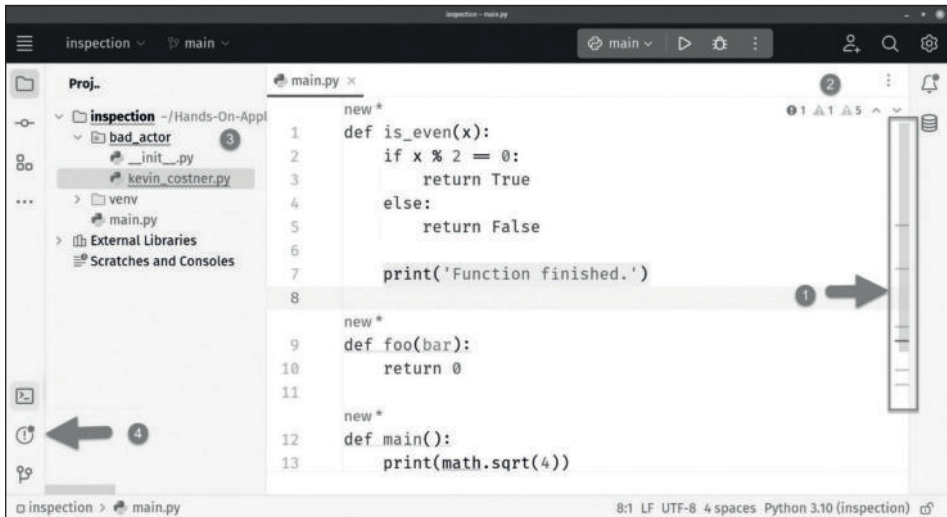 inspection – main.py
inspection main main
Proj..
main.py
2
inspection ~/Hands-On-Appl
bad_actor
3
__init__.py
kevin_costner.py
venv
main.py
External Libraries
Scratches and Consoles
1 1 5
new *
1 def is_even(x):
2 if x % 2 == 0:
3 return True
4 else:
5 return False
6
7 print('Function finished.')
8
1
new *
9 def foo(bar):
10 return 0
11
new *
12 def main():
13 print(math.sqrt(4))
4
inspection > main.py
8:1 LF UTF-8 4 spaces Python 3.10 (inspection)